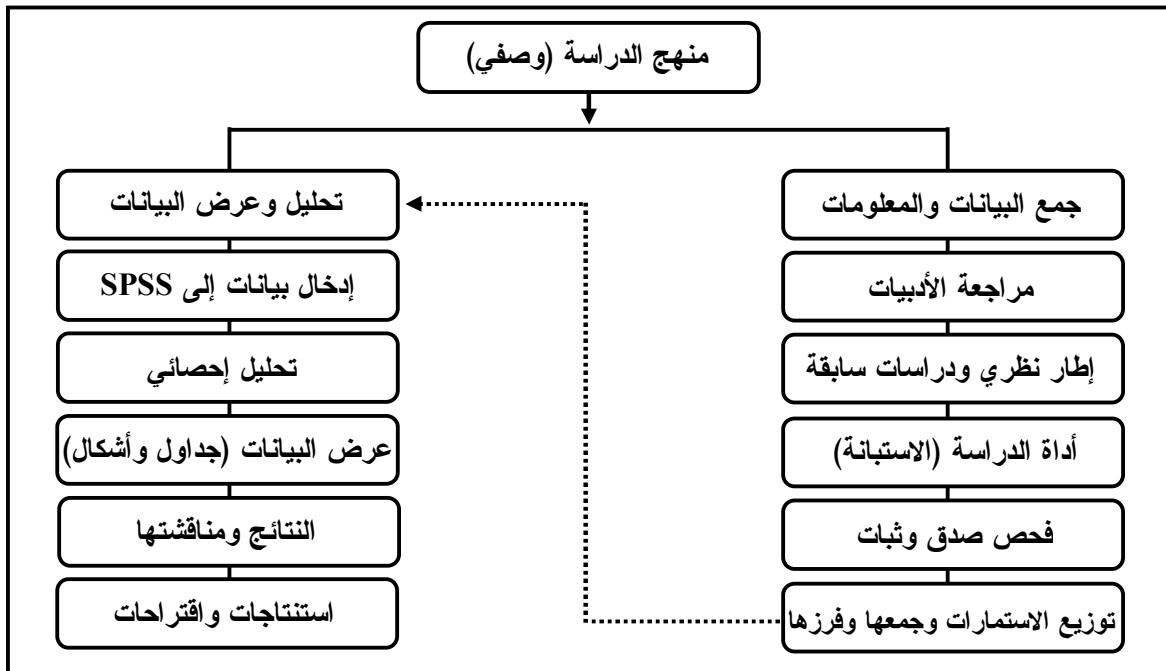 منهج الدراسة (وصفي)
جمع البيانات والمعلومات
مراجعة الأدبيات
إطار نظري ودراسات سابقة
أداة الدراسة (الاستبانة)
فحص صدق وثبات
توزيع الاستمارات وجمعها وفرزها
تحليل وعرض البيانات
إدخال بيانات إلى SPSS
تحليل إحصائي
عرض البيانات (جداول وأشكال)
النتائج ومناقشتها
استنتاجات واقتراحات